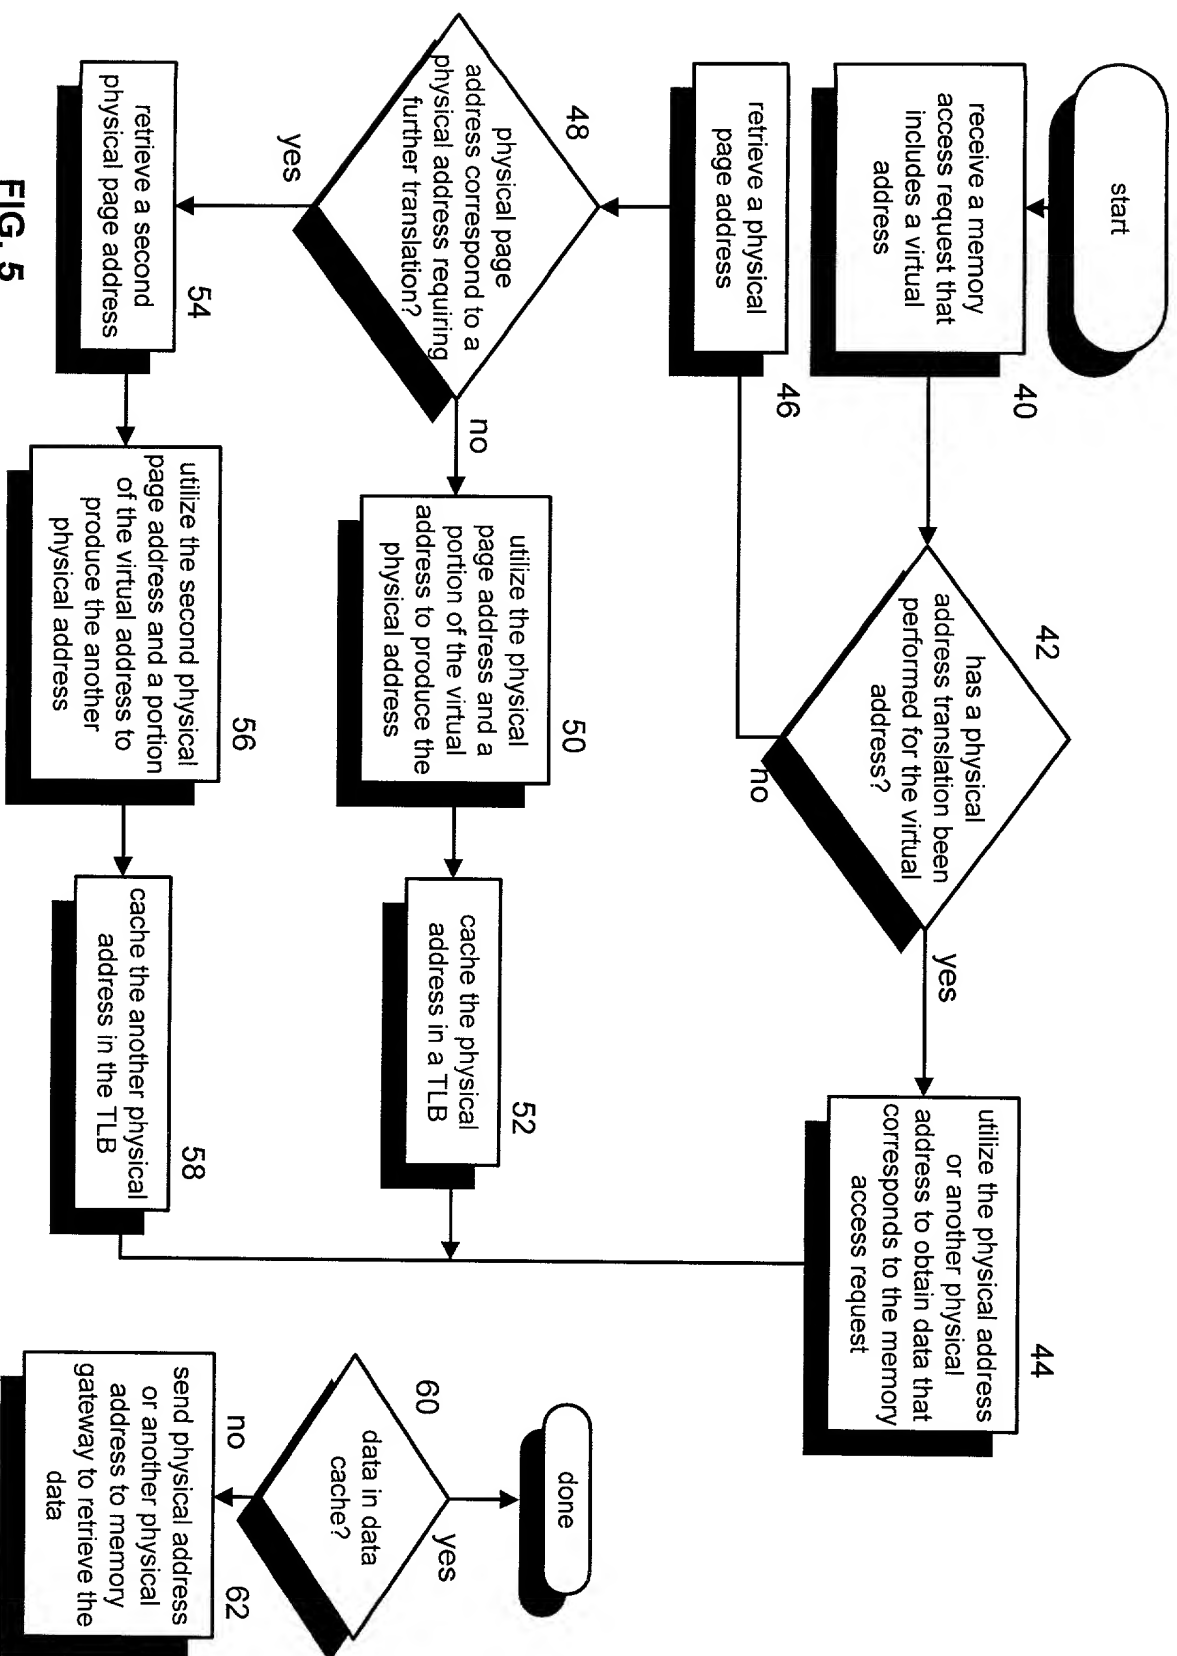 start
receive a memory
access request that
includes a virtual
address
40
42
has a physical
address translation been
performed for the virtual
address?
yes
no
utilize the physical address
or another physical
address to obtain data that
corresponds to the memory
access request
44
retrieve a physical
page address
46
48
physical page
address correspond to a
physical address requiring
further translation?
no
yes
utilize the physical
page address and a
portion of the virtual
address to produce the
physical address
50
cache the physical
address in a TLB
52
retrieve a second
physical page address
54
utilize the second physical
page address and a portion
of the virtual address to
produce the another
physical address
56
cache the another physical
address in the TLB
58
done
60
data in data
cache?
yes
no
send physical address
or another physical
address to memory
gateway to retrieve the
data
62
FIG. 5